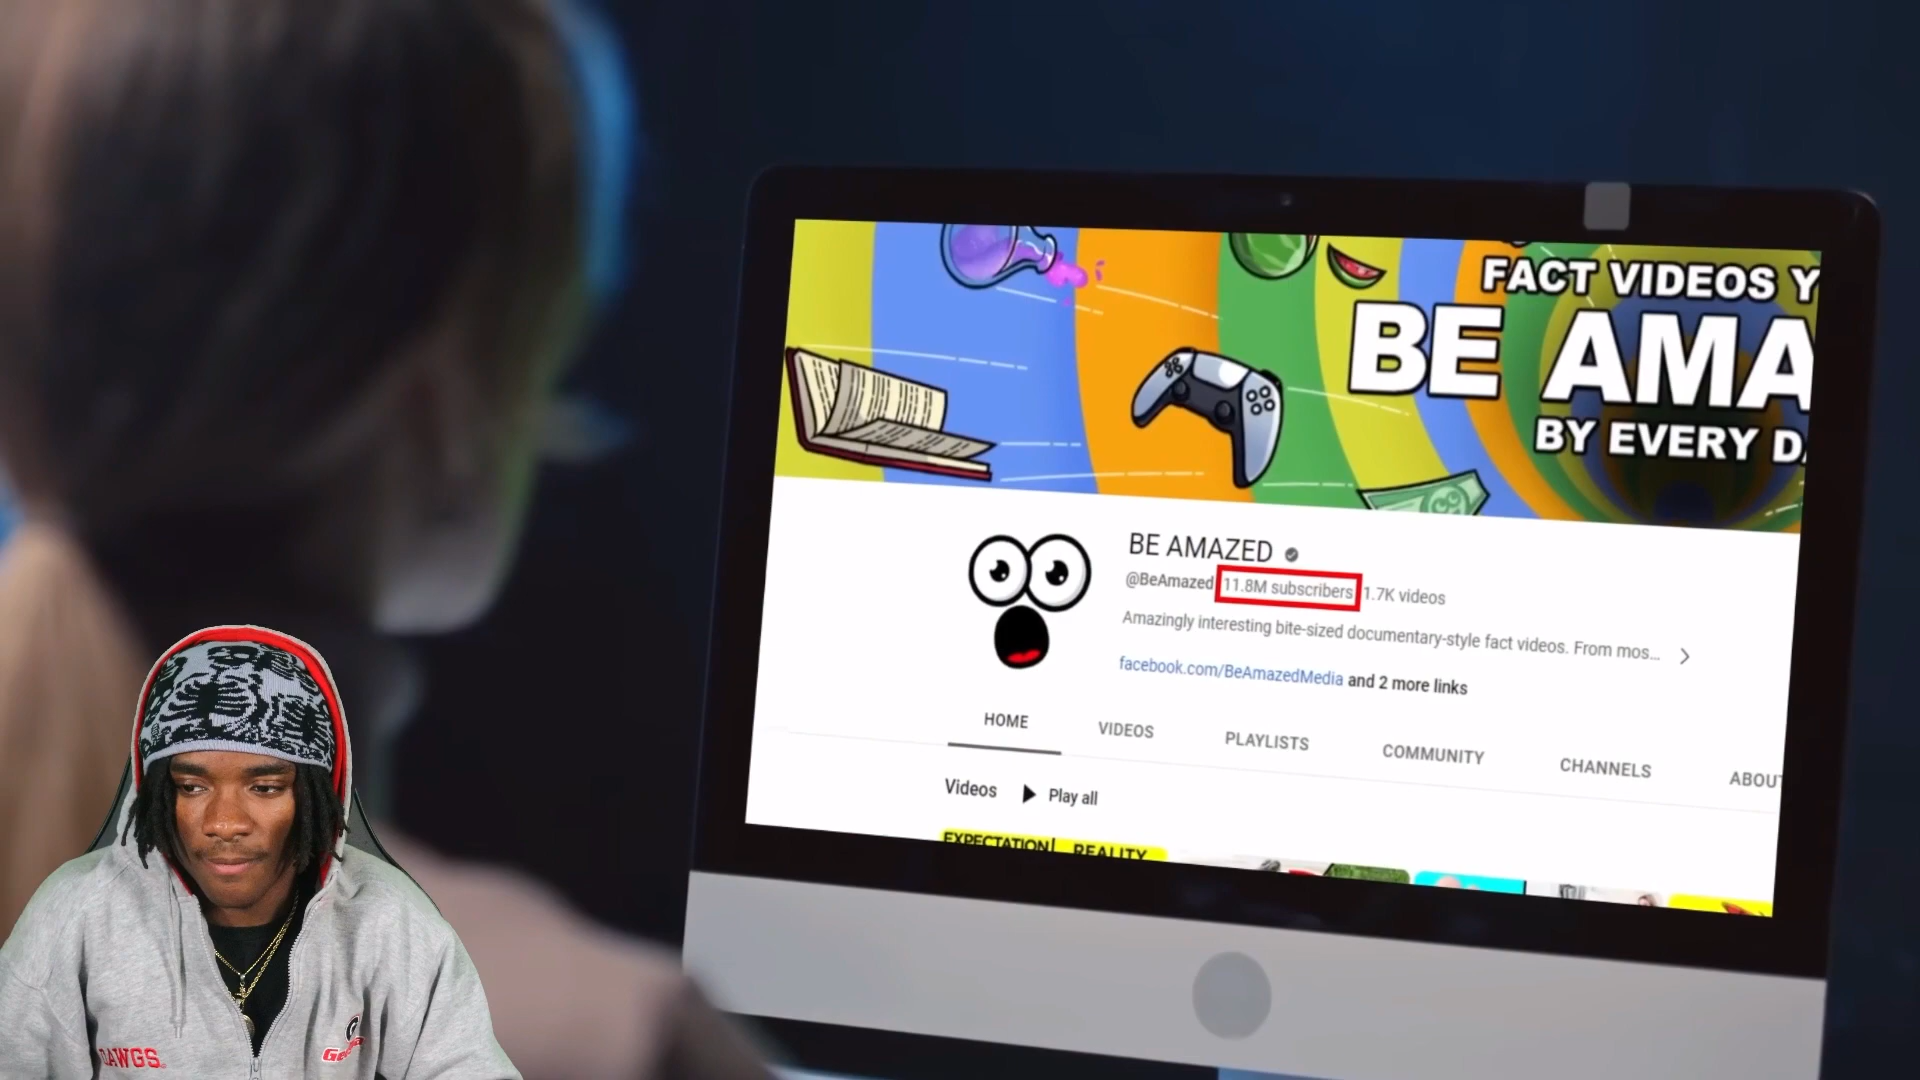 FACT VIDEOS Y
BE AMA
BY EVERY D
BE AMAZED
@BeAmazed 11.8M subscribers 1.7K videos
Amazingly interesting bite-sized documentary-style fact videos. From mos...
facebook.com/BeAmazedMedia and 2 more links
HOME VIDEOS PLAYLISTS COMMUNITY CHANNELS ABOUT
Videos Play all
EXPECTATION REALITY
DAWGS